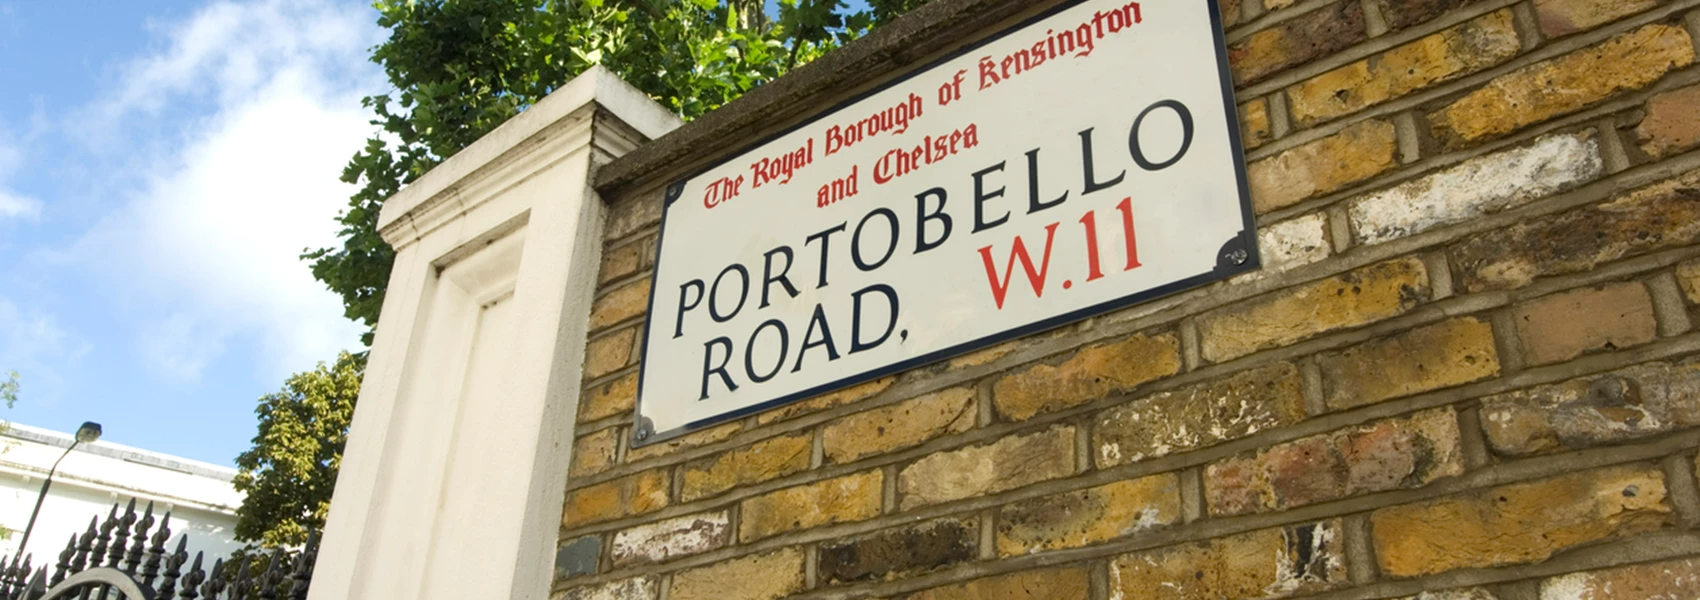 The Royal Borough of Kensington
and Chelsea
PORTOBELLO
ROAD, W.11